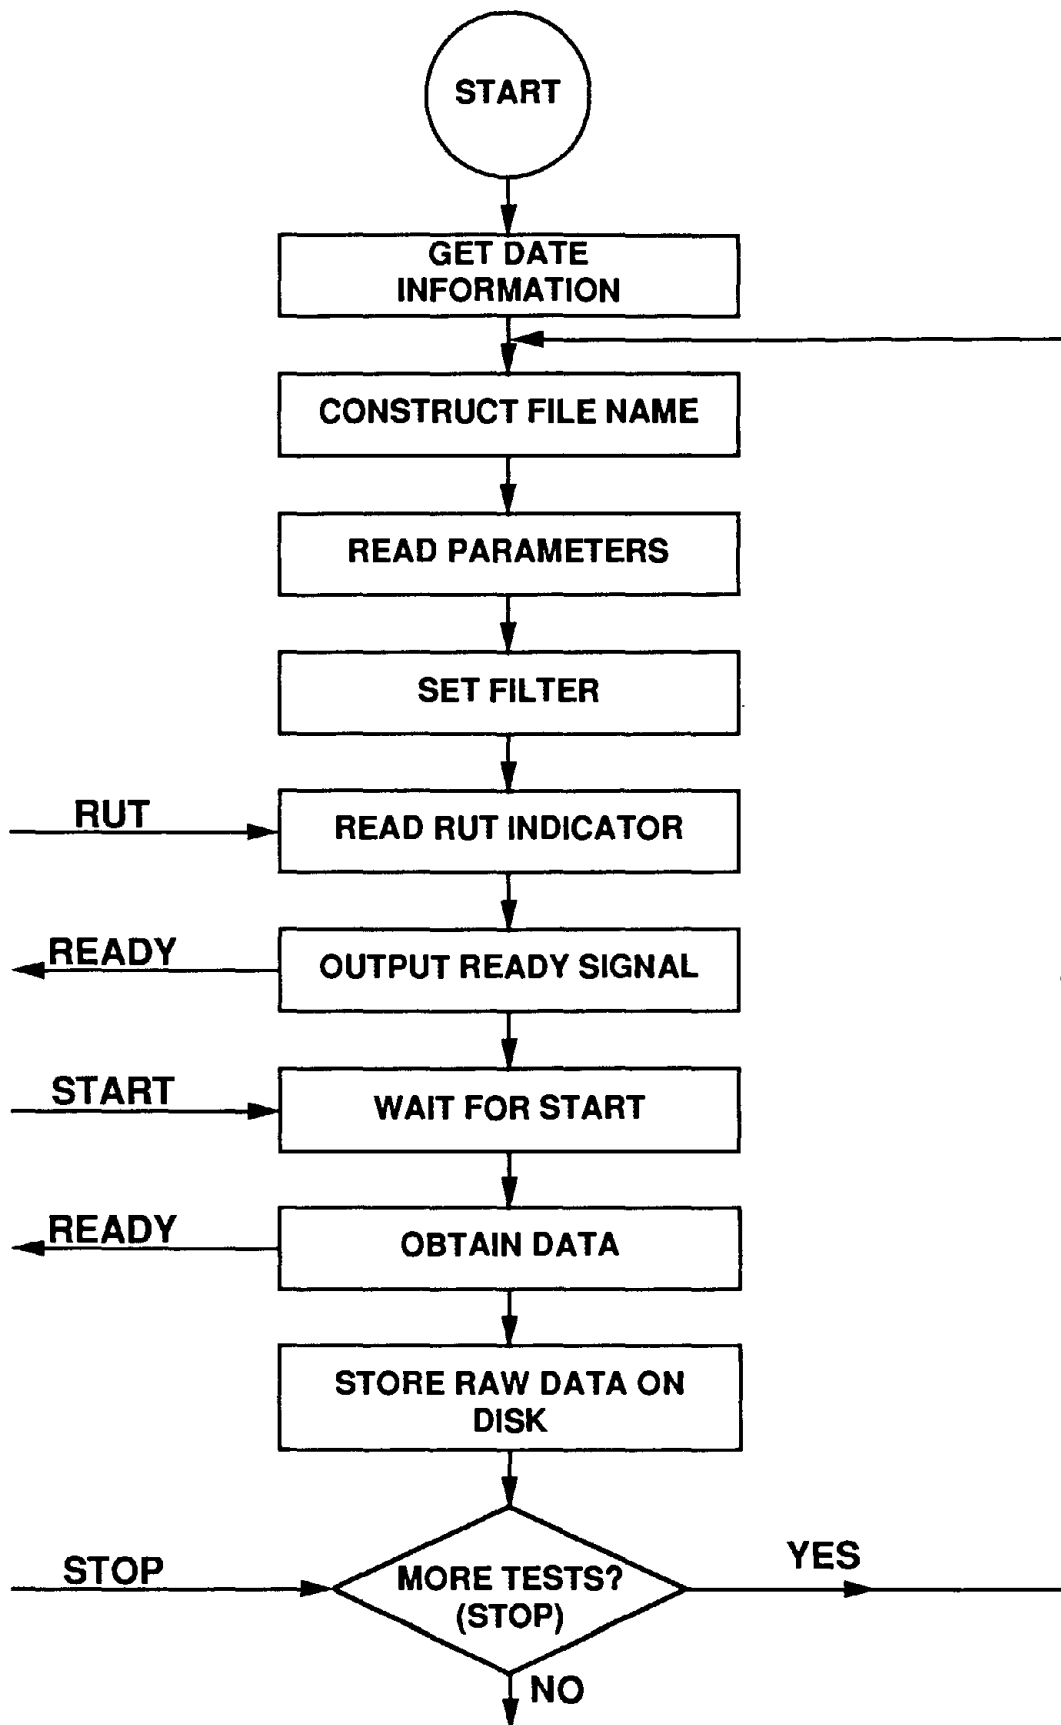 START
GET DATE
INFORMATION
CONSTRUCT FILE NAME
READ PARAMETERS
SET FILTER
RUT
READ RUT INDICATOR
READY
OUTPUT READY SIGNAL
START
WAIT FOR START
READY
OBTAIN DATA
STORE RAW DATA ON
DISK
STOP
MORE TESTS?
(STOP)
YES
NO